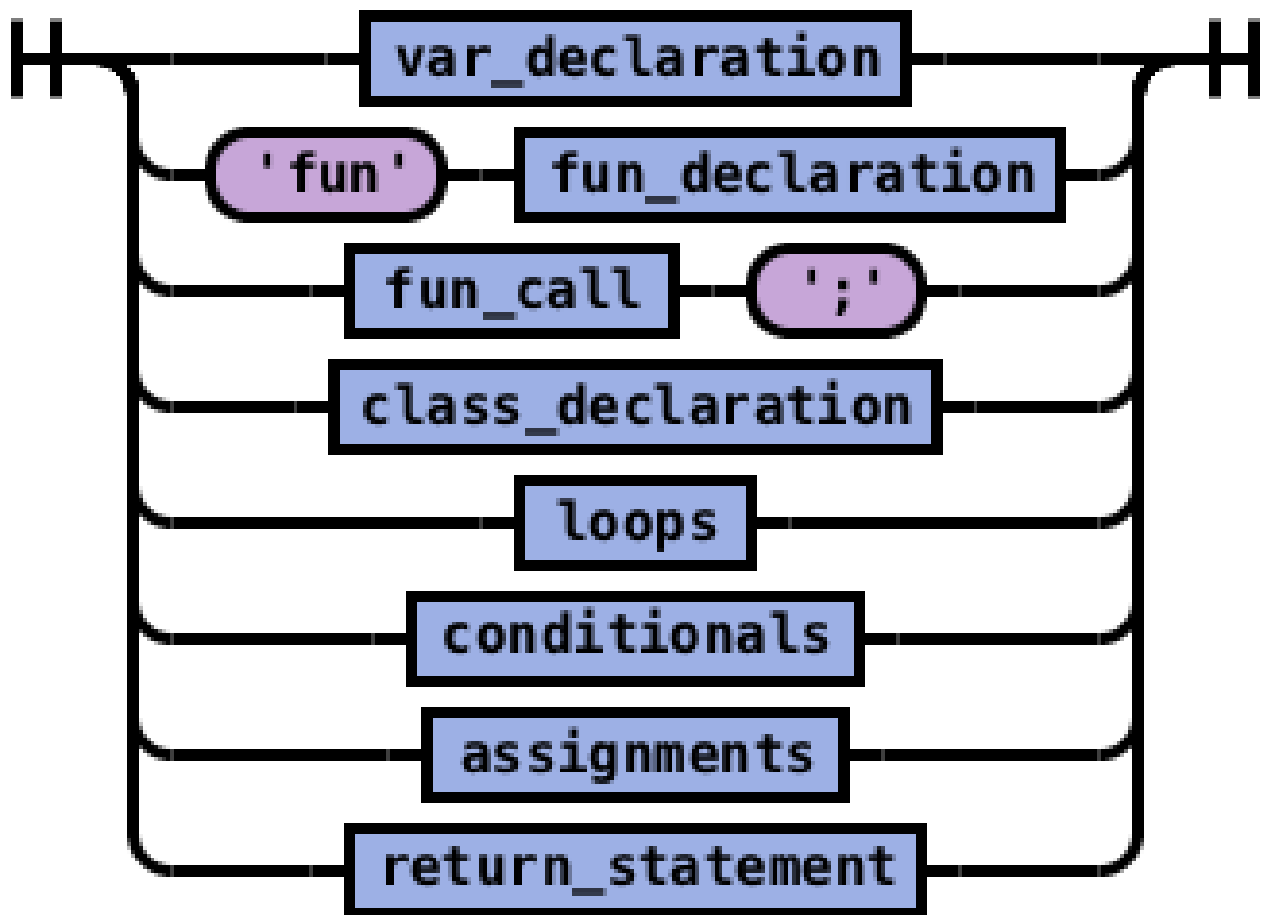 var_declaration
'fun' fun_declaration
fun_call ';'
class_declaration
loops
conditionals
assignments
return_statement